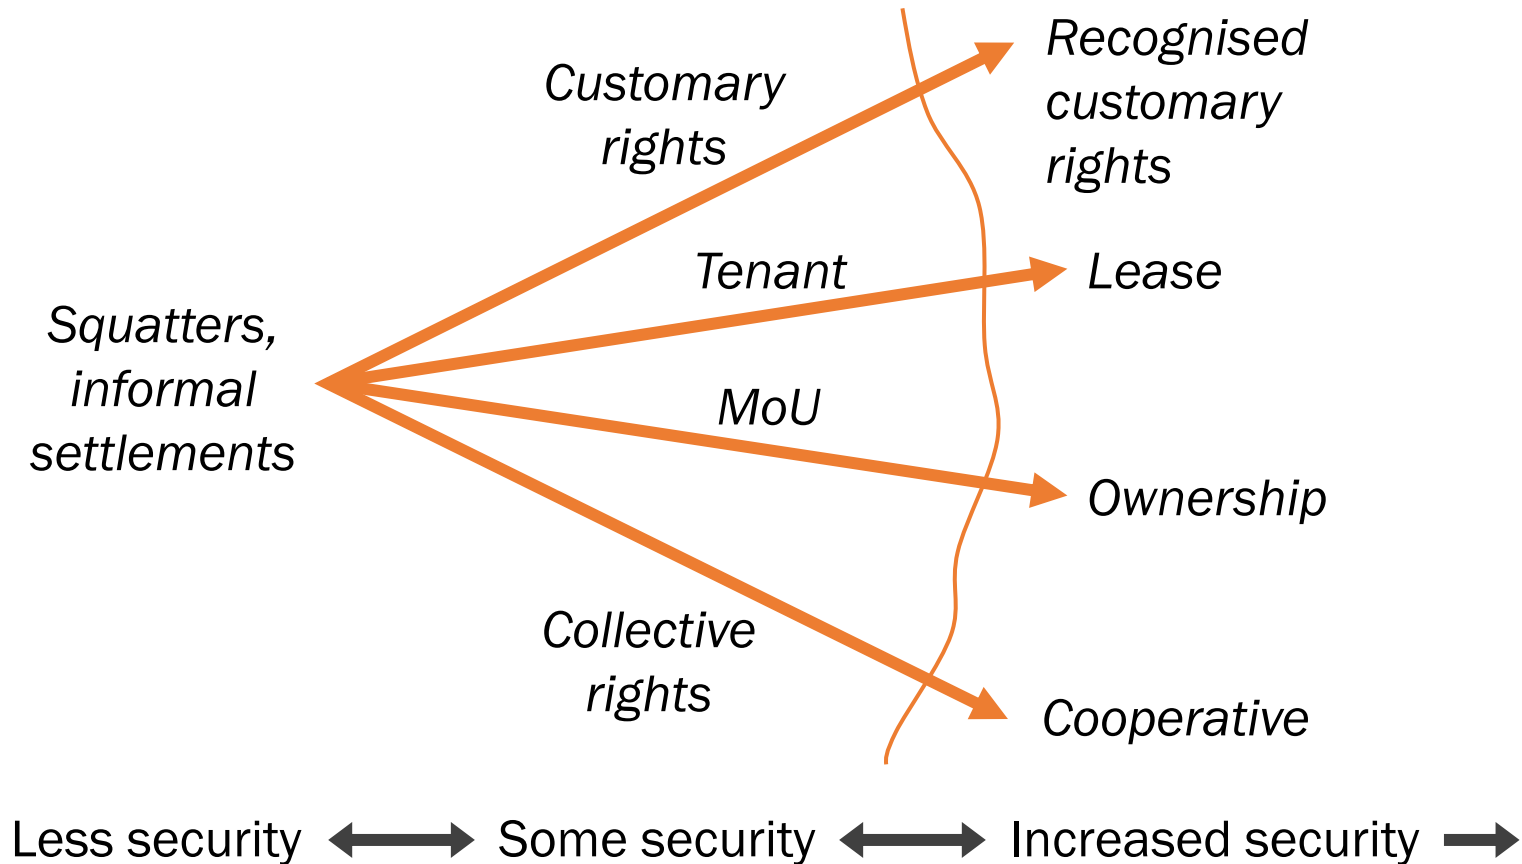 Squatters,
informal
settlements
Customary
rights
Recognised
customary
rights
Tenant
Lease
MoU
Ownership
Collective
rights
Cooperative
Less security
Some security
Increased security